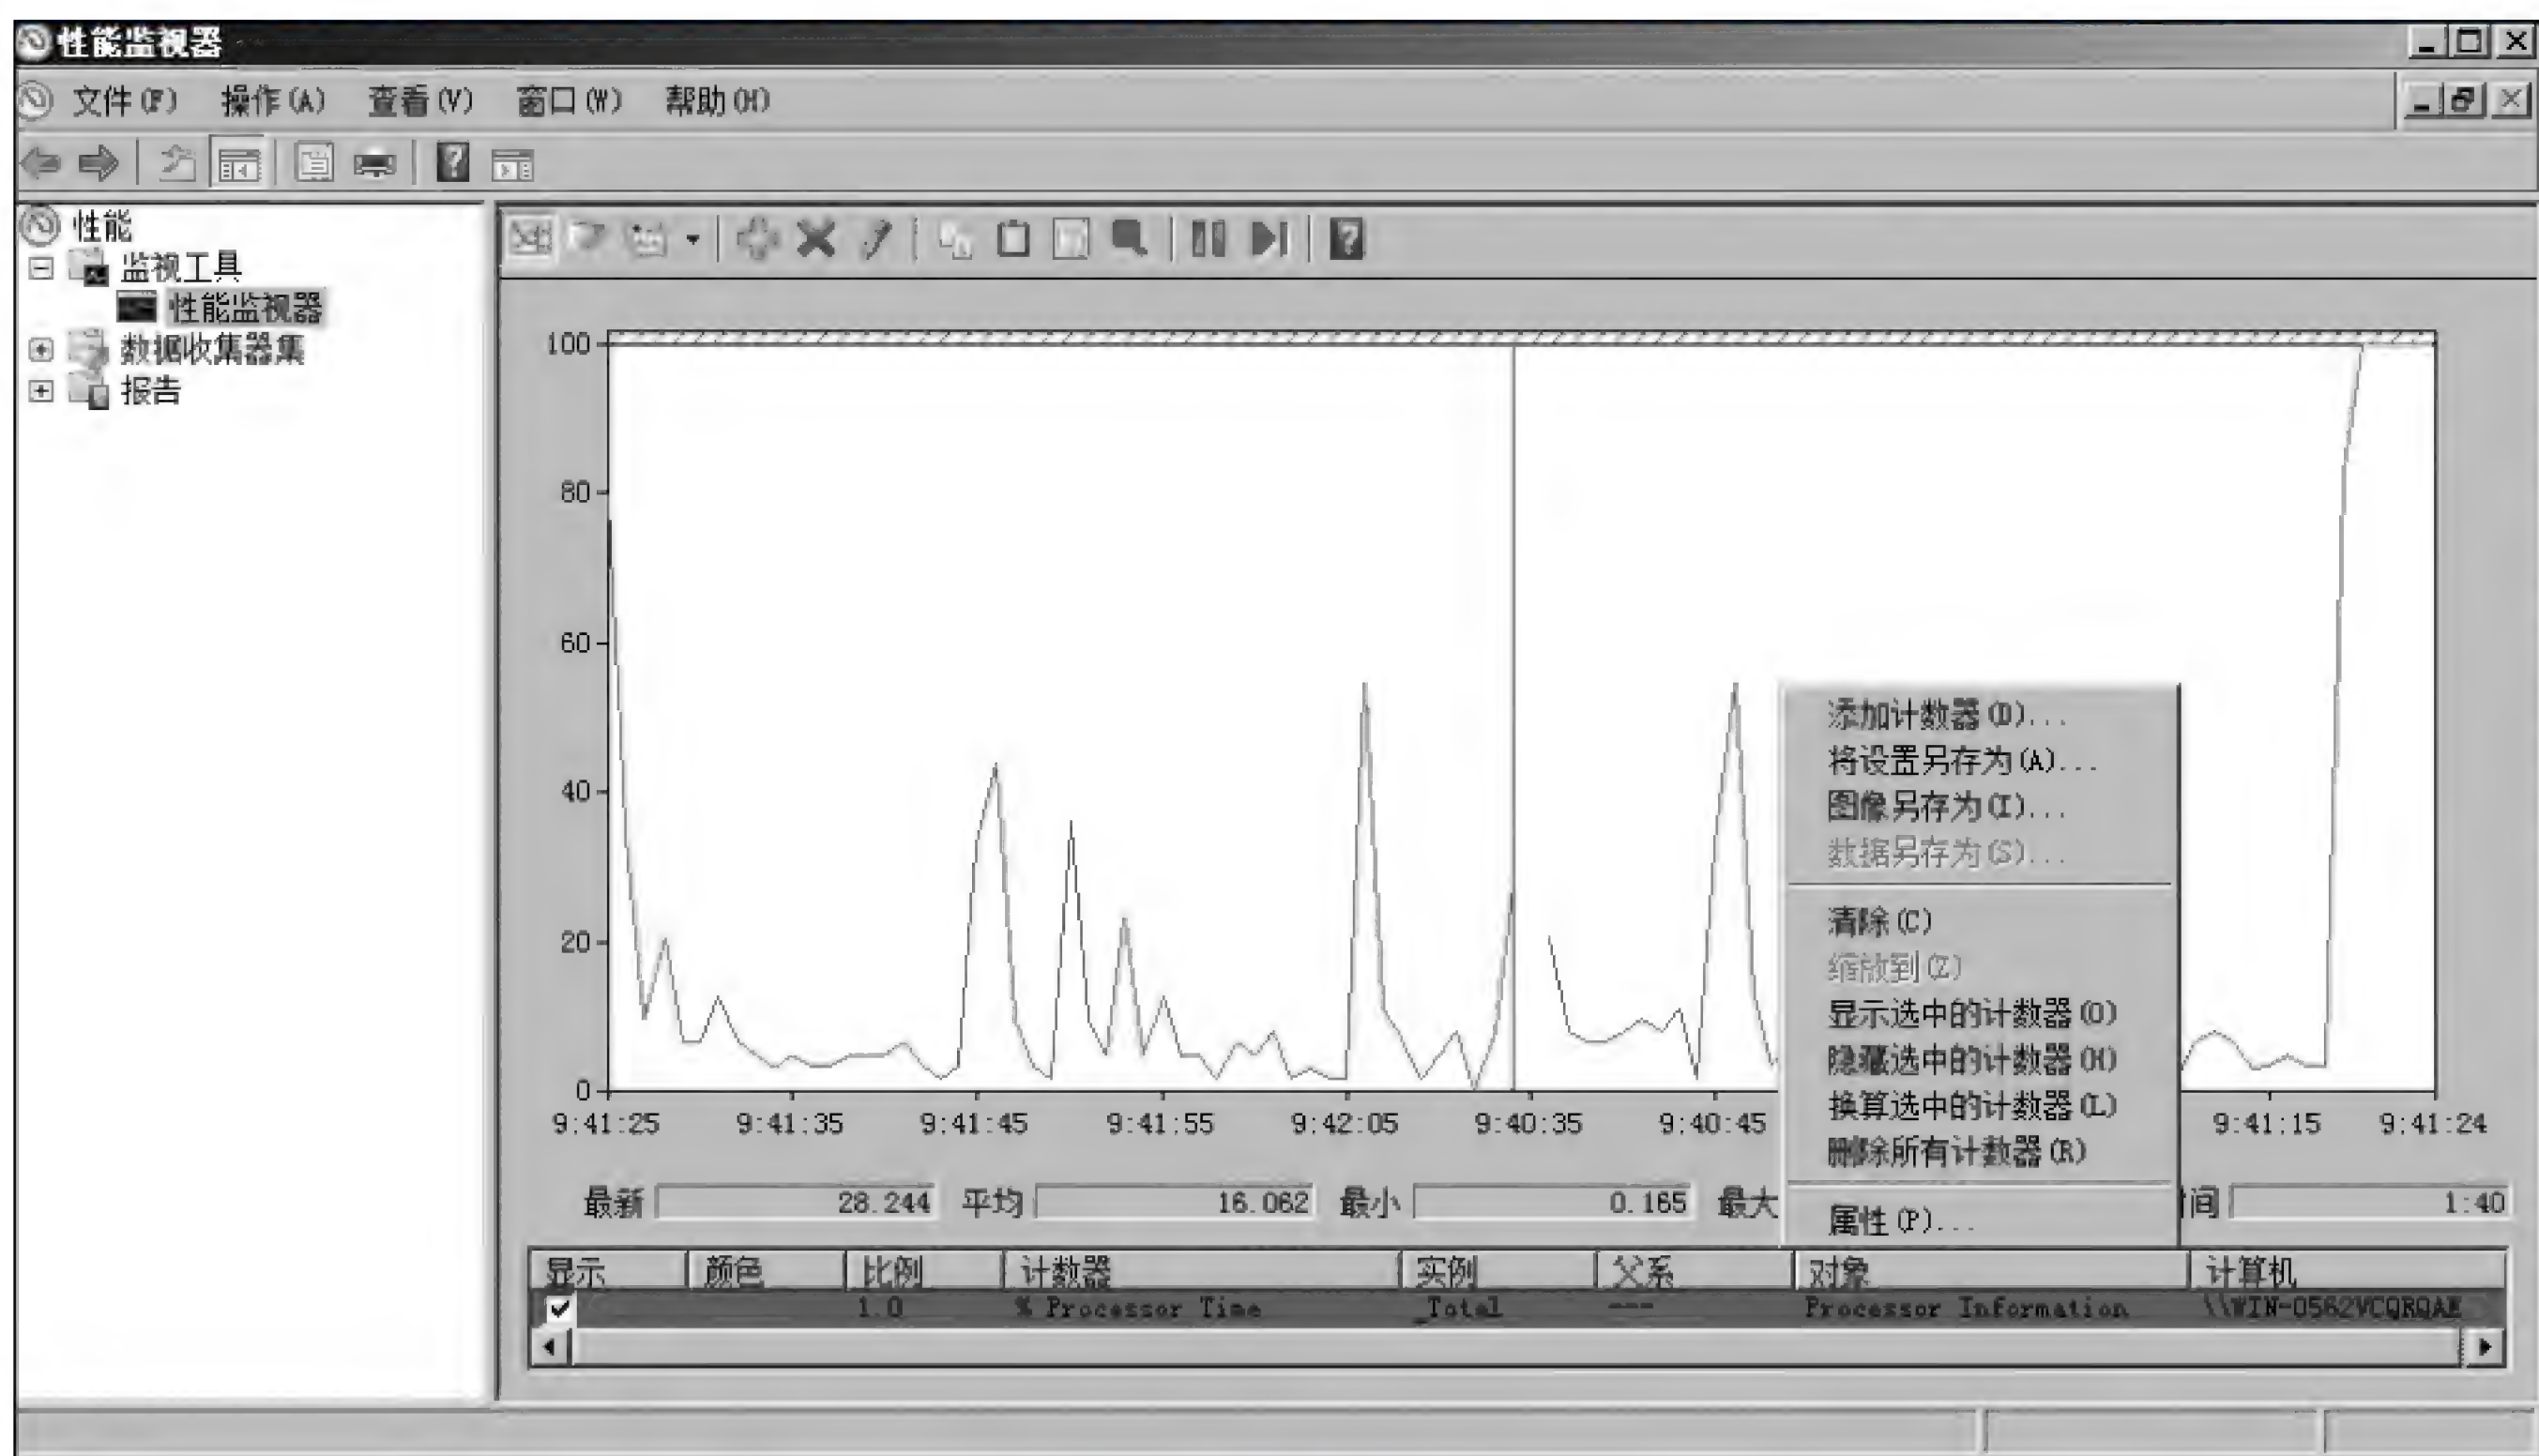 性能监视器
文件(F) 操作(A) 查看(V) 窗口(W) 帮助(H)
性能
监视工具
性能监视器
数据收集器集
报告
100
80
60
40
20
0
9:41:25 9:41:35 9:41:45 9:41:55 9:42:05 9:40:35 9:40:45 9:41:15 9:41:24
添加计数器(D)...
将设置另存为(A)...
图像另存为(I)...
数据另存为(S)...
清除(C)
缩放到(Z)
显示选中的计数器(O)
隐藏选中的计数器(H)
换算选中的计数器(L)
删除所有计数器(R)
属性(P)...
最新 28.244 平均 16.062 最小 0.165 最大 间 1:40
显示 颜色 比例 计数器 实例 父系 对象 计算机
1.0 % Processor Time _Total --- Processor Information \\WIN-0562VCQRQAE